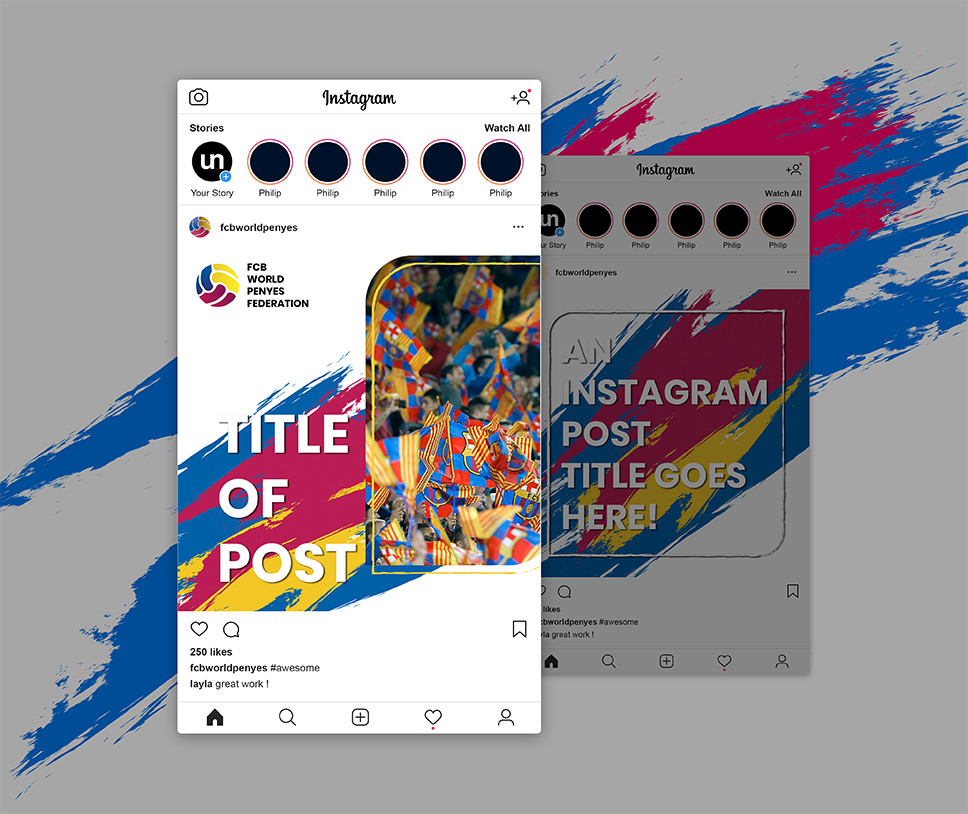 Instagram
Stories
Watch All
un
Your Story
Philip
Philip
Philip
Philip
Philip
fcbworldpenyes
FCB
WORLD
PENYES
FEDERATION
TITLE
OF
POST
250 likes
fcbworldpenyes #awesome
layla great work !
Instagram
ories
Watch All
un
ur Story
Philip
Philip
Philip
Philip
Philip
fcbworldpenyes
AN
INSTAGRAM
POST
TITLE GOES
HERE!
likes
cbworldpenyes #awesome
yla great work !